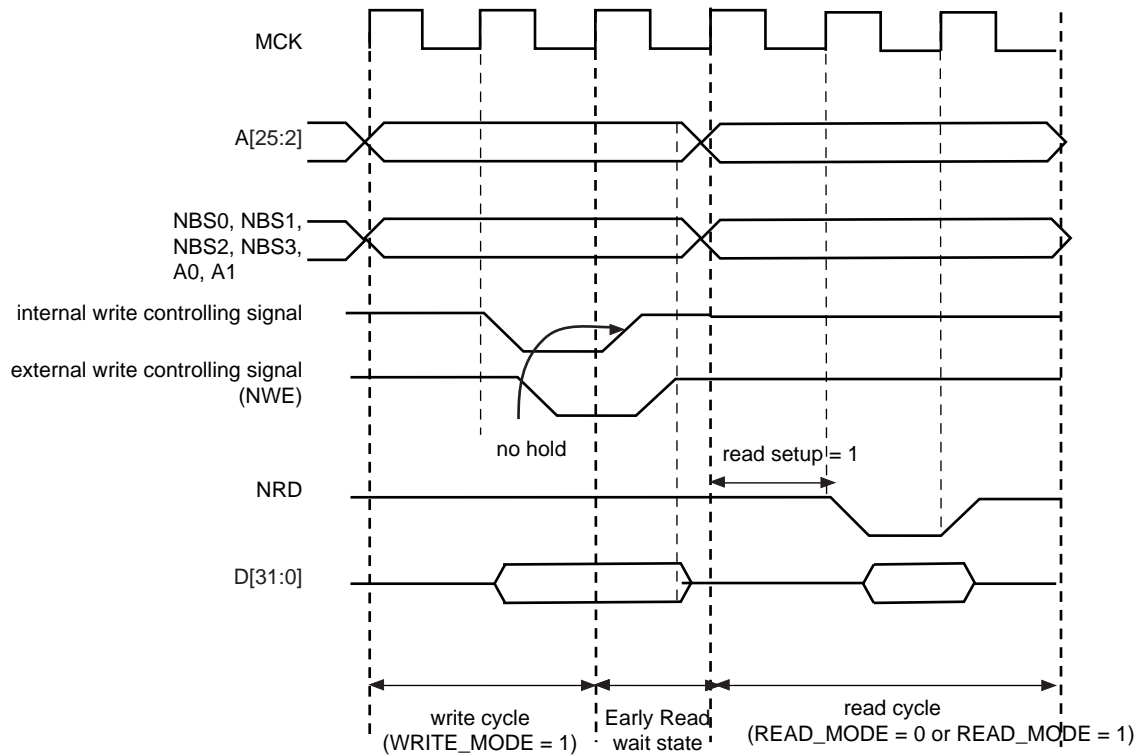 MCK
A[25:2]
NBS0, NBS1,
NBS2, NBS3,
A0, A1
internal write controlling signal
external write controlling signal
(NWE)
no hold
read setup = 1
NRD
D[31:0]
write cycle
(WRITE_MODE = 1)
Early Read
wait state
read cycle
(READ_MODE = 0 or READ_MODE = 1)